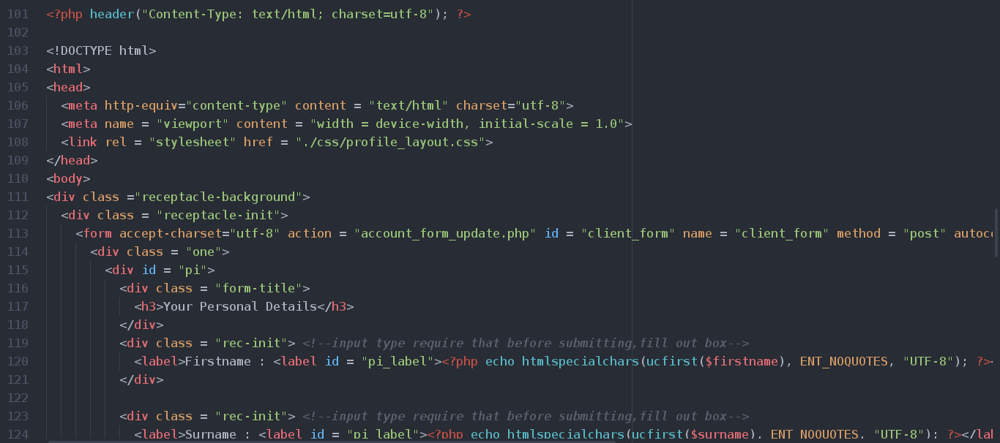 101 <?php header("Content-Type: text/html; charset=utf-8"); ?>
102
103 <!DOCTYPE html>
104 <html>
105 <head>
106 <meta http-equiv="content-type" content = "text/html" charset="utf-8">
107 <meta name = "viewport" content = "width = device-width, initial-scale = 1.0">
108 <link rel = "stylesheet" href = "./css/profile_layout.css">
109 </head>
110 <body>
111 <div class ="receptacle-background">
112 <div class = "receptacle-init">
113 <form accept-charset="utf-8" action = "account_form_update.php" id = "client_form" name = "client_form" method = "post"
114 <div class = "one">
115 <div id = "pi">
116 <div class = "form-title">
117 <h3>Your Personal Details</h3>
118 </div>
119 <div class = "rec-init"> <!--input type require that before submitting,fill out box-->
120 <label>Firstname : <label id = "pi_label"><?php echo htmlspecialchars(ucfirst($firstname), ENT_NOQUOTES, "UTF-8"); ?>
121 </div>
122
123 <div class = "rec-init"> <!--input type require that before submitting,fill out box-->
124 <label>Surname : <label id = "pi_label"><?php echo htmlspecialchars(ucfirst($surname), ENT_NOQUOTES, "UTF-8"); ?>